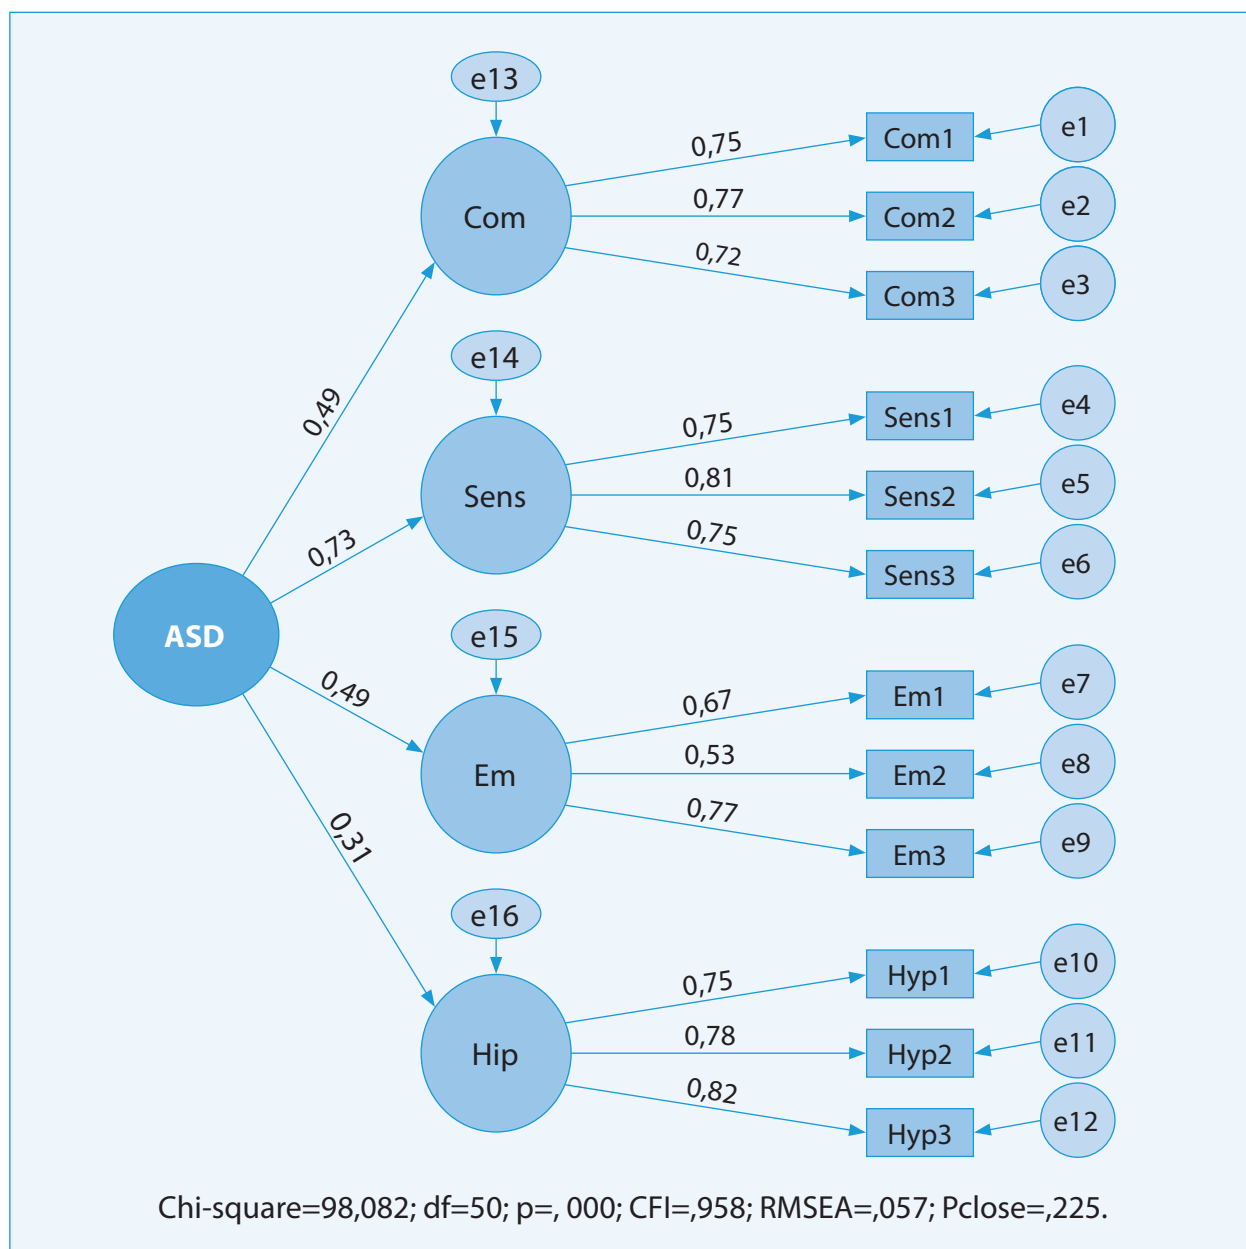 e13
Com
0,75
Com1
e1
0,77
Com2
e2
0,72
Com3
e3
0,49
e14
Sens
0,75
Sens1
e4
0,81
Sens2
e5
0,75
Sens3
e6
0,73
ASD
e15
Em
0,67
Em1
e7
0,53
Em2
e8
0,77
Em3
e9
0,49
e16
Hip
0,75
Hyp1
e10
0,78
Hyp2
e11
0,82
Hyp3
e12
0,31
Chi-square=98,082; df=50; p=, 000; CFI=,958; RMSEA=,057; Pclose=,225.